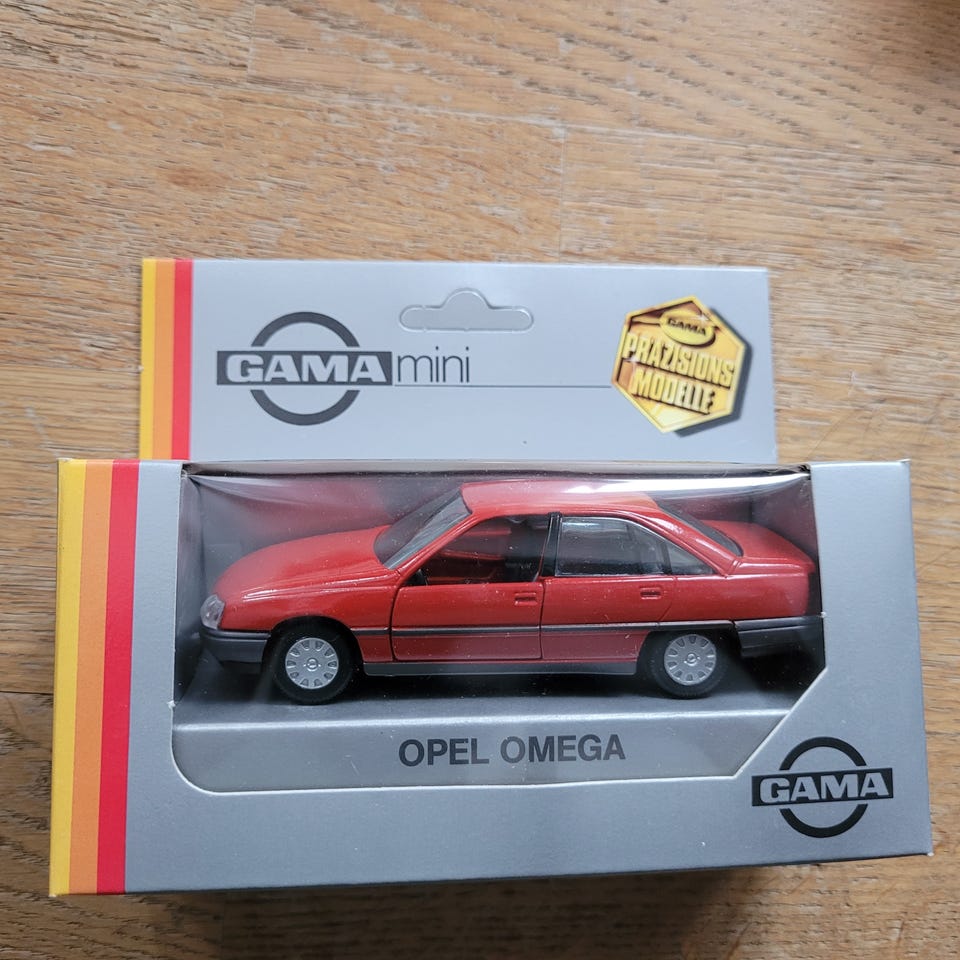 GAMA mini
GAMA
PRÄZISIONS
MODELLE
OPEL OMEGA
GAMA